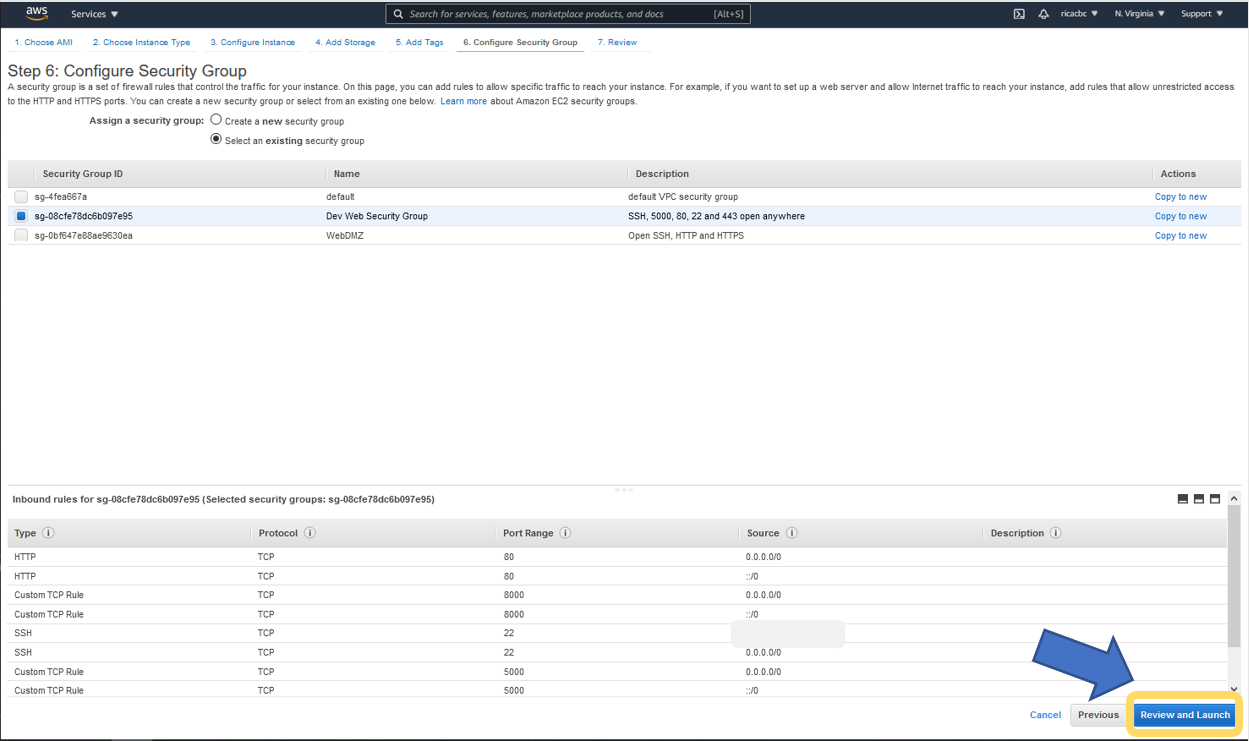 aws Services ▼ Search for services, features, marketplace products, and docs [Alt+S] ricacbc ▼ N. Virginia ▼ Support ▼
1. Choose AMI 2. Choose Instance Type 3. Configure Instance 4. Add Storage 5. Add Tags 6. Configure Security Group 7. Review
Step 6: Configure Security Group
A security group is a set of firewall rules that control the traffic for your instance. On this page, you can add rules to allow specific traffic to reach your instance. For example, if you want to set up a web server and allow Internet traffic to reach your instance, add rules that allow unrestricted access
to the HTTP and HTTPS ports. You can create a new security group or select from an existing one below. Learn more about Amazon EC2 security groups.
Assign a security group: Create a new security group
Select an existing security group
Security Group ID Name Description Actions
sg-4fea667a default default VPC security group Copy to new
sg-08cfe78dc6b097e95 Dev Web Security Group SSH, 5000, 80, 22 and 443 open anywhere Copy to new
sg-0bf647e88ae9630ea WebDMZ Open SSH, HTTP and HTTPS Copy to new
Inbound rules for sg-08cfe78dc6b097e95 (Selected security groups: sg-08cfe78dc6b097e95)
Type i Protocol i Port Range i Source i Description i
HTTP TCP 80 0.0.0.0/0
HTTP TCP 80 ::/0
Custom TCP Rule TCP 8000 0.0.0.0/0
Custom TCP Rule TCP 8000 ::/0
SSH TCP 22
SSH TCP 22 0.0.0.0/0
Custom TCP Rule TCP 5000 0.0.0.0/0
Custom TCP Rule TCP 5000 ::/0
Cancel Previous Review and Launch